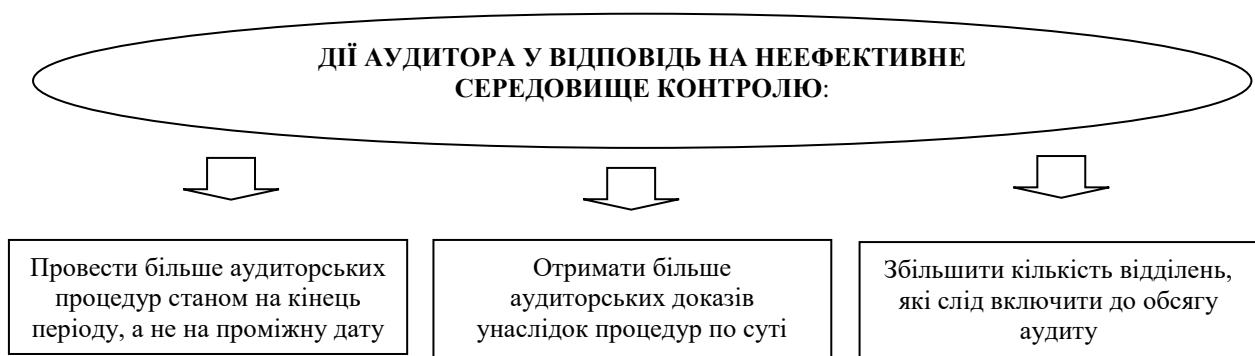 ДІЇ АУДИТОРА У ВІДПОВІДЬ НА НЕЕФЕКТИВНЕ
СЕРЕДОВИЩЕ КОНТРОЛЮ:
Провести більше аудиторських
процедур станом на кінець
періоду, а не на проміжну дату
Отримати більше
аудиторських доказів
унаслідок процедур по суті
Збільшити кількість відділень,
які слід включити до обсягу
аудиту